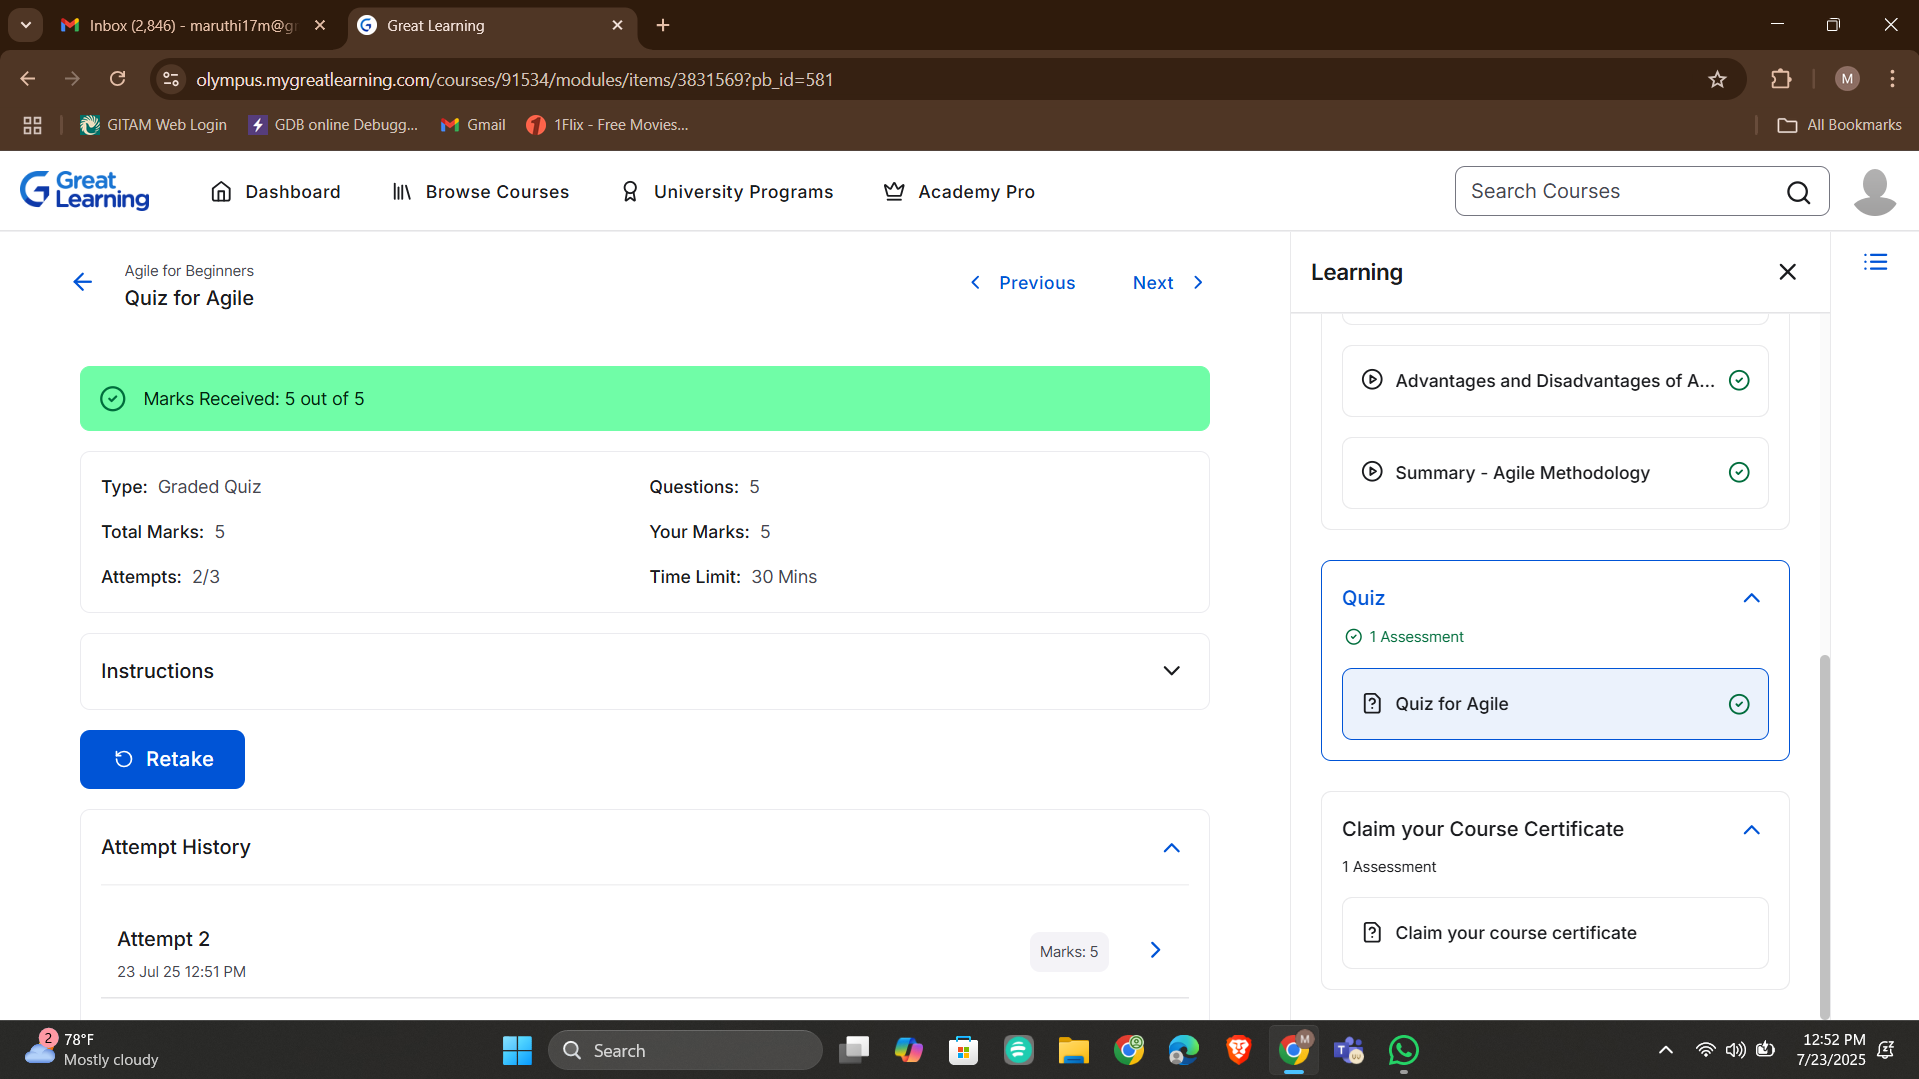 Inbox (2,846) - maruthi17m@gr
Great Learning
olympus.mygreatlearning.com/courses/91534/modules/items/3831569?pb_id=581
M
GITAM Web Login
GDB online Debugg...
Gmail
1Flix - Free Movies...
All Bookmarks
Great Learning
Dashboard
Browse Courses
University Programs
Academy Pro
Search Courses
Agile for Beginners
Quiz for Agile
Previous
Next
Marks Received: 5 out of 5
Type: Graded Quiz
Questions: 5
Total Marks: 5
Your Marks: 5
Attempts: 2/3
Time Limit: 30 Mins
Instructions
Retake
Attempt History
Attempt 2
23 Jul 25 12:51 PM
Marks: 5
Learning
Advantages and Disadvantages of A...
Summary - Agile Methodology
Quiz
1 Assessment
Quiz for Agile
Claim your Course Certificate
1 Assessment
Claim your course certificate
2
78°F
Mostly cloudy
Search
M
12:52 PM
7/23/2025